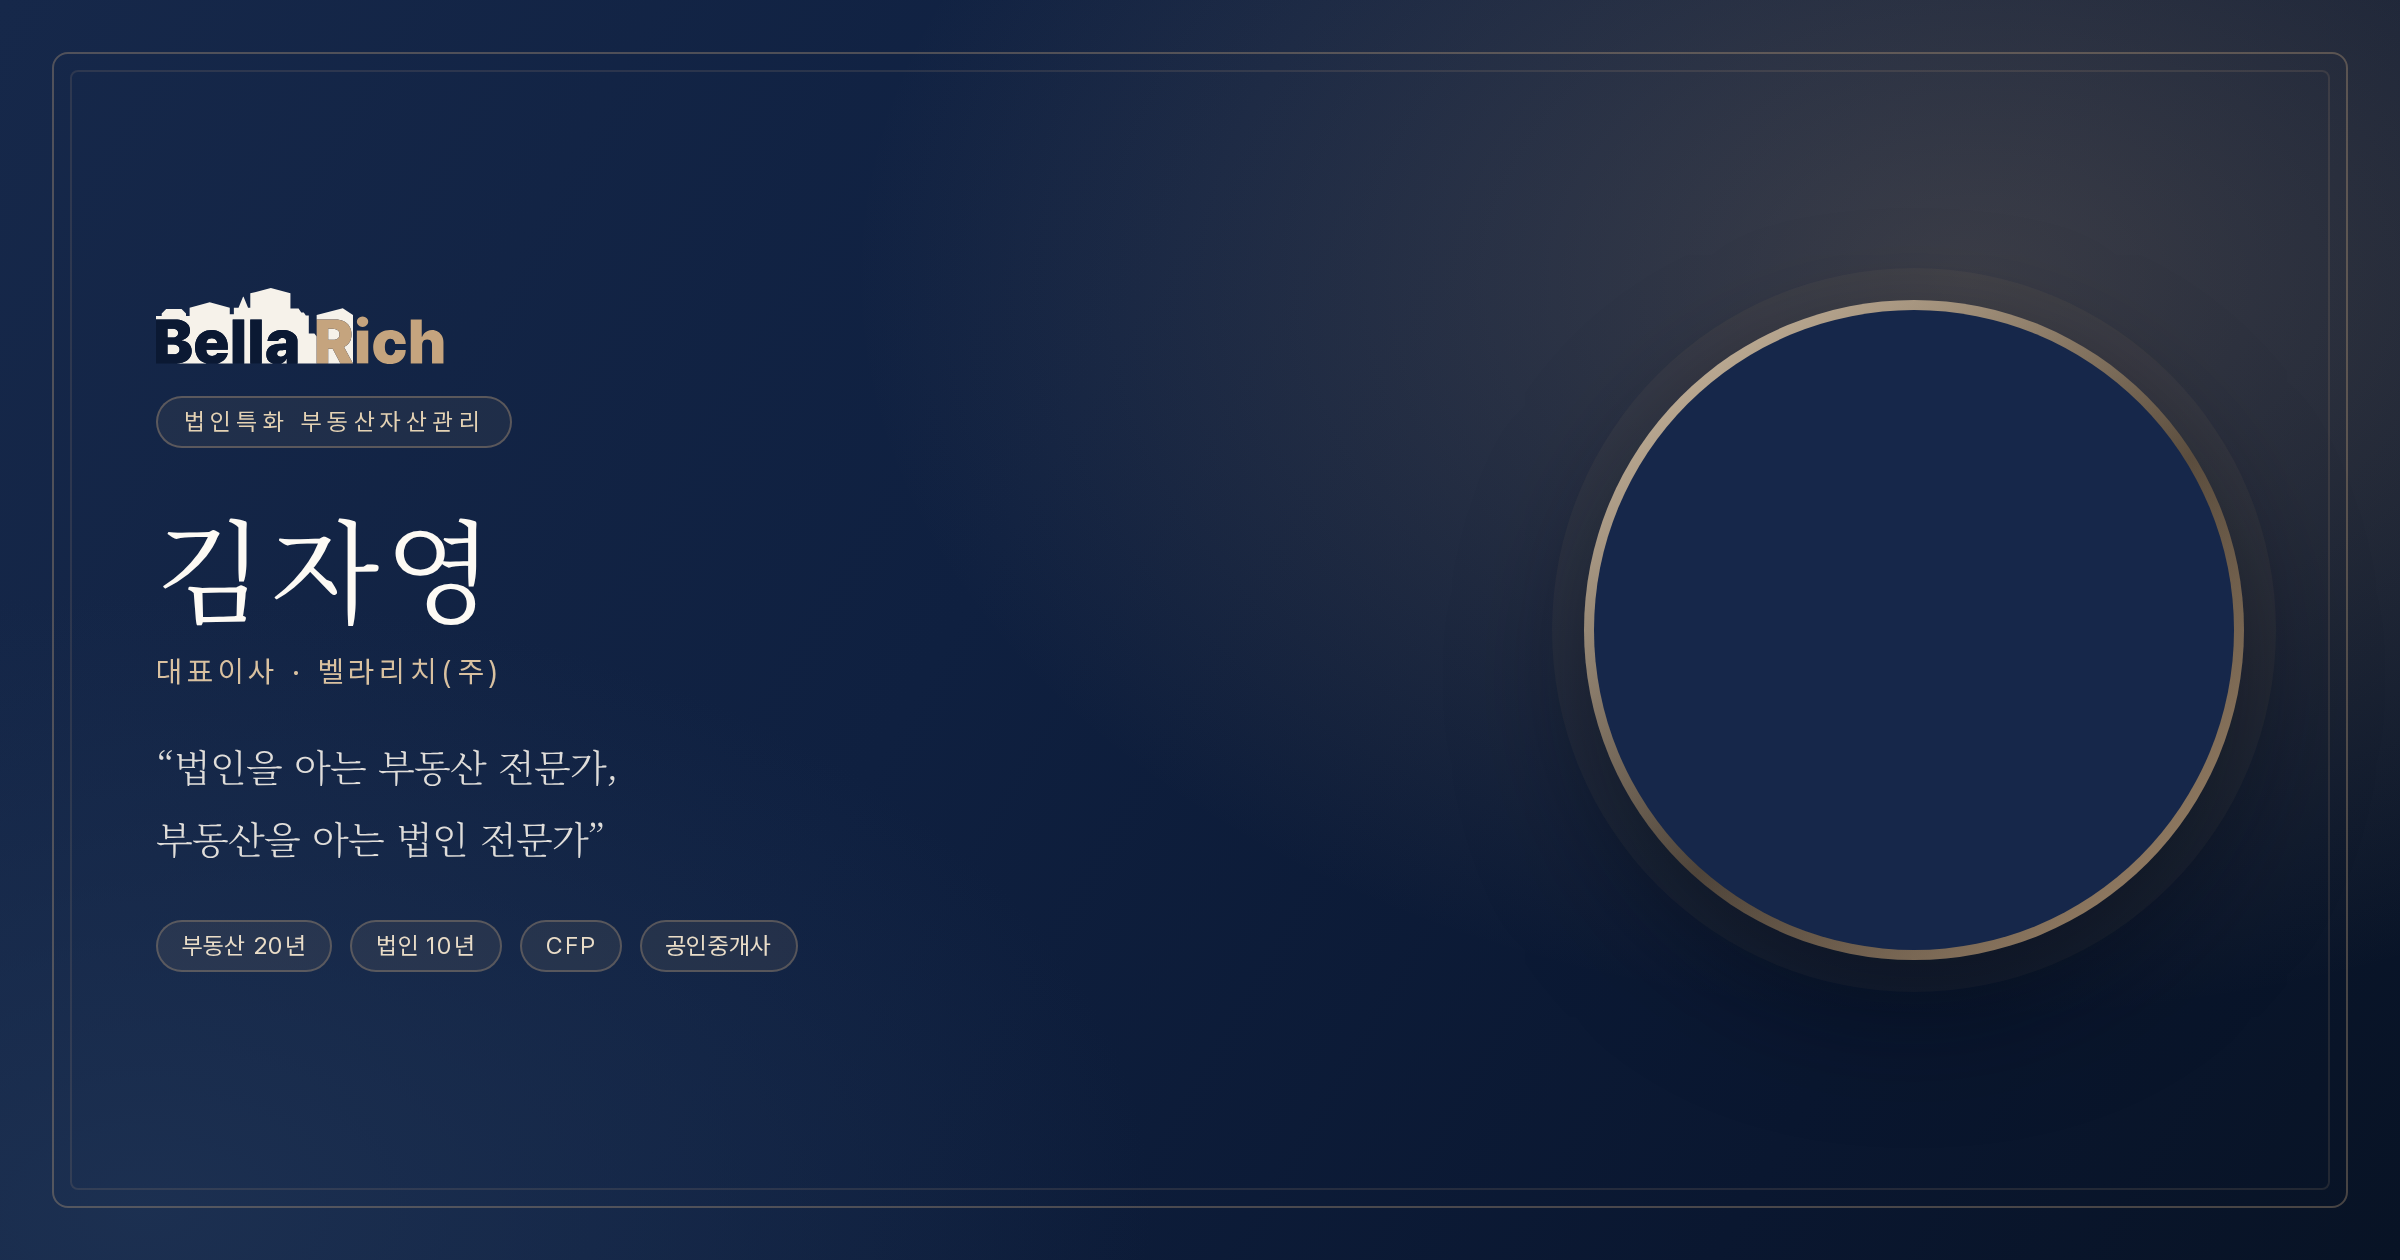 Bella Rich
법인특화 부동산자산관리
김자영
대표이사 · 벨라리치(주)
“법인을 아는 부동산 전문가,
부동산을 아는 법인 전문가”
부동산 20년 법인 10년 CFP 공인중개사